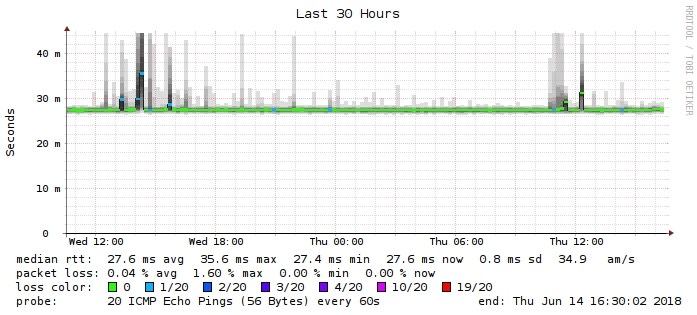 Last 30 Hours
RRDTOOL / TOBI OETIKER
Seconds
40 m
30 m
20 m
10 m
0
Wed 12:00 Wed 18:00 Thu 00:00 Thu 06:00 Thu 12:00
median rtt: 27.6 ms avg 35.6 ms max 27.4 ms min 27.6 ms now 0.8 ms sd 34.9 am/s
packet loss: 0.04 % avg 1.60 % max 0.00 % min 0.00 % now
loss color: 0 1/20 2/20 3/20 4/20 10/20 19/20
probe: 20 ICMP Echo Pings (56 Bytes) every 60s end: Thu Jun 14 16:30:02 2018